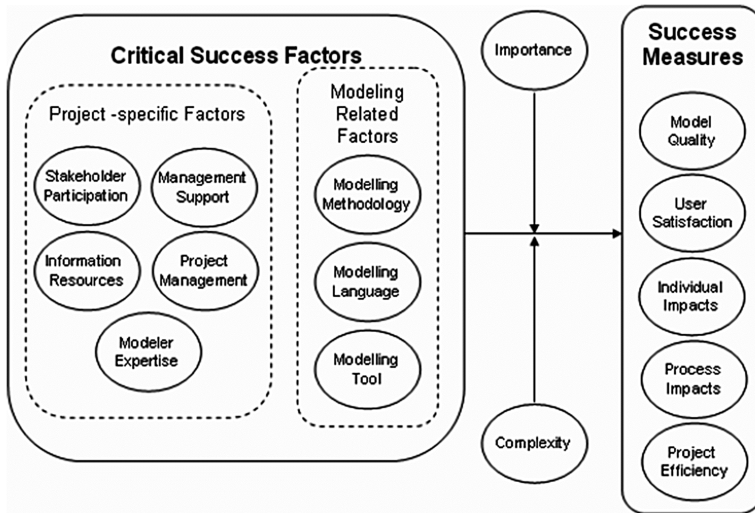 Critical Success Factors
Project -specific Factors
Stakeholder
Participation
Management
Support
Information
Resources
Project
Management
Modeler
Expertise
Modeling
Related
Factors
Modelling
Methodology
Modelling
Language
Modelling
Tool
Importance
Complexity
Success
Measures
Model
Quality
User
Satisfaction
Individual
Impacts
Process
Impacts
Project
Efficiency